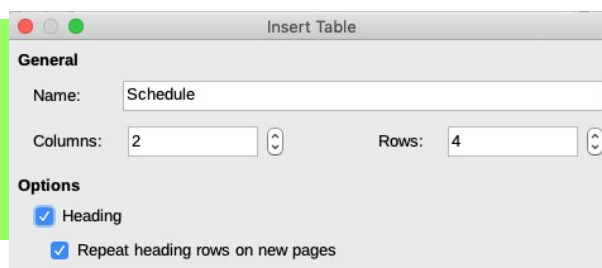 Insert Table
General
Name: Schedule
Columns: 2 Rows: 4
Options
Heading
Repeat heading rows on new pages